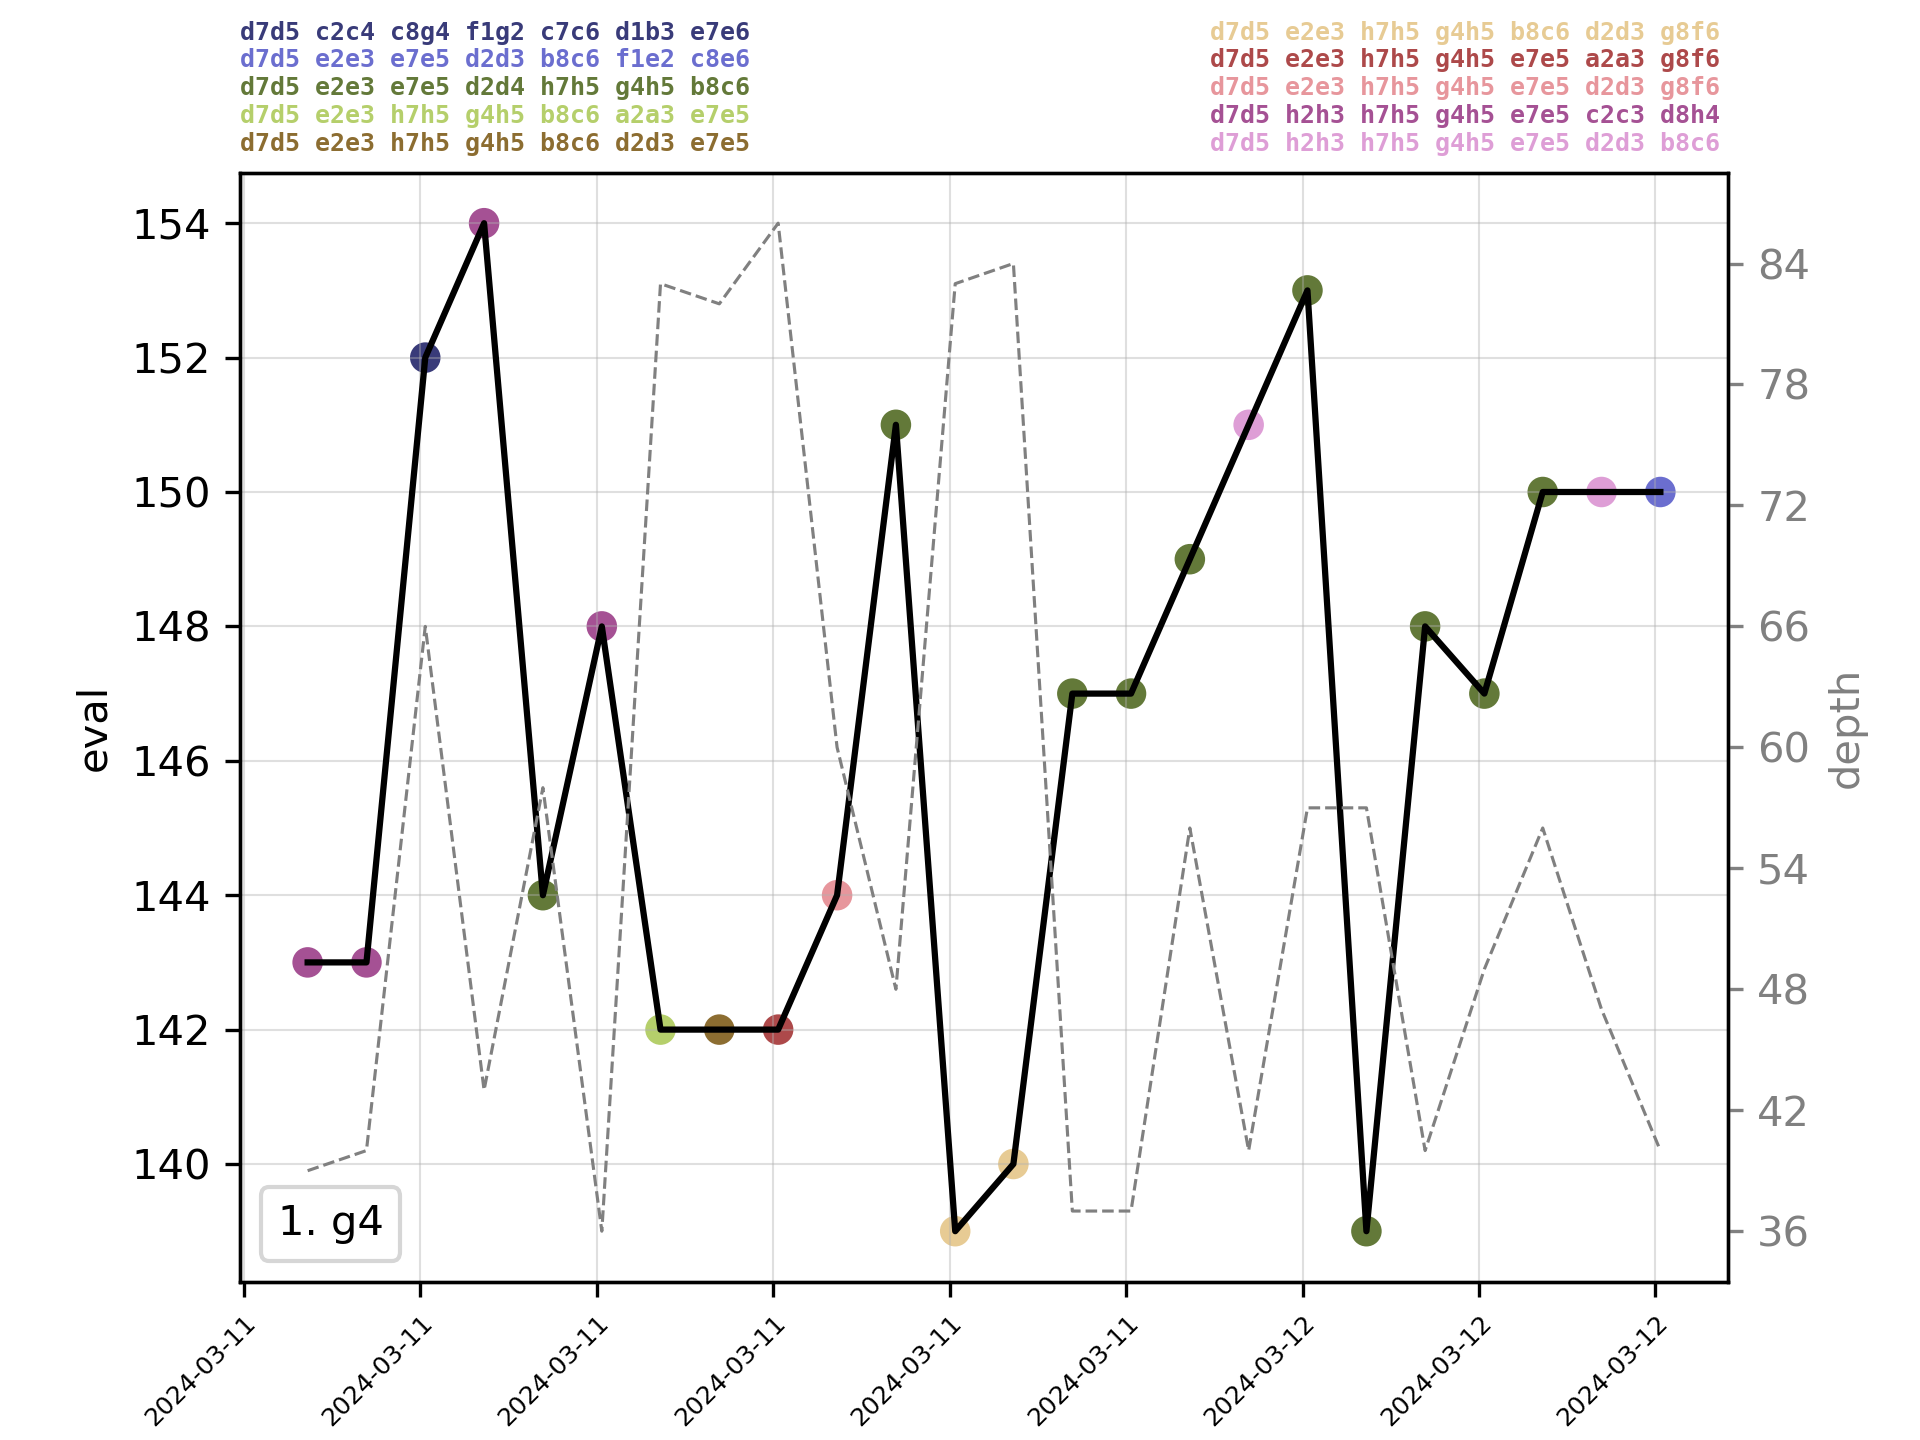 d7d5 c2c4 c8g4 f1g2 c7c6 d1b3 e7e6
d7d5 e2e3 e7e5 d2d3 b8c6 f1e2 c8e6
d7d5 e2e3 e7e5 d2d4 h7h5 g4h5 b8c6
d7d5 e2e3 h7h5 g4h5 b8c6 a2a3 e7e5
d7d5 e2e3 h7h5 g4h5 b8c6 d2d3 e7e5
d7d5 e2e3 h7h5 g4h5 b8c6 d2d3 g8f6
d7d5 e2e3 h7h5 g4h5 e7e5 a2a3 g8f6
d7d5 e2e3 h7h5 g4h5 e7e5 d2d3 g8f6
d7d5 h2h3 h7h5 g4h5 e7e5 c2c3 d8h4
d7d5 h2h3 h7h5 g4h5 e7e5 d2d3 b8c6
154
152
150
148
146
144
142
140
eval
84
78
72
66
60
54
48
42
36
depth
1. g4
2024-03-11
2024-03-11
2024-03-11
2024-03-11
2024-03-11
2024-03-11
2024-03-12
2024-03-12
2024-03-12